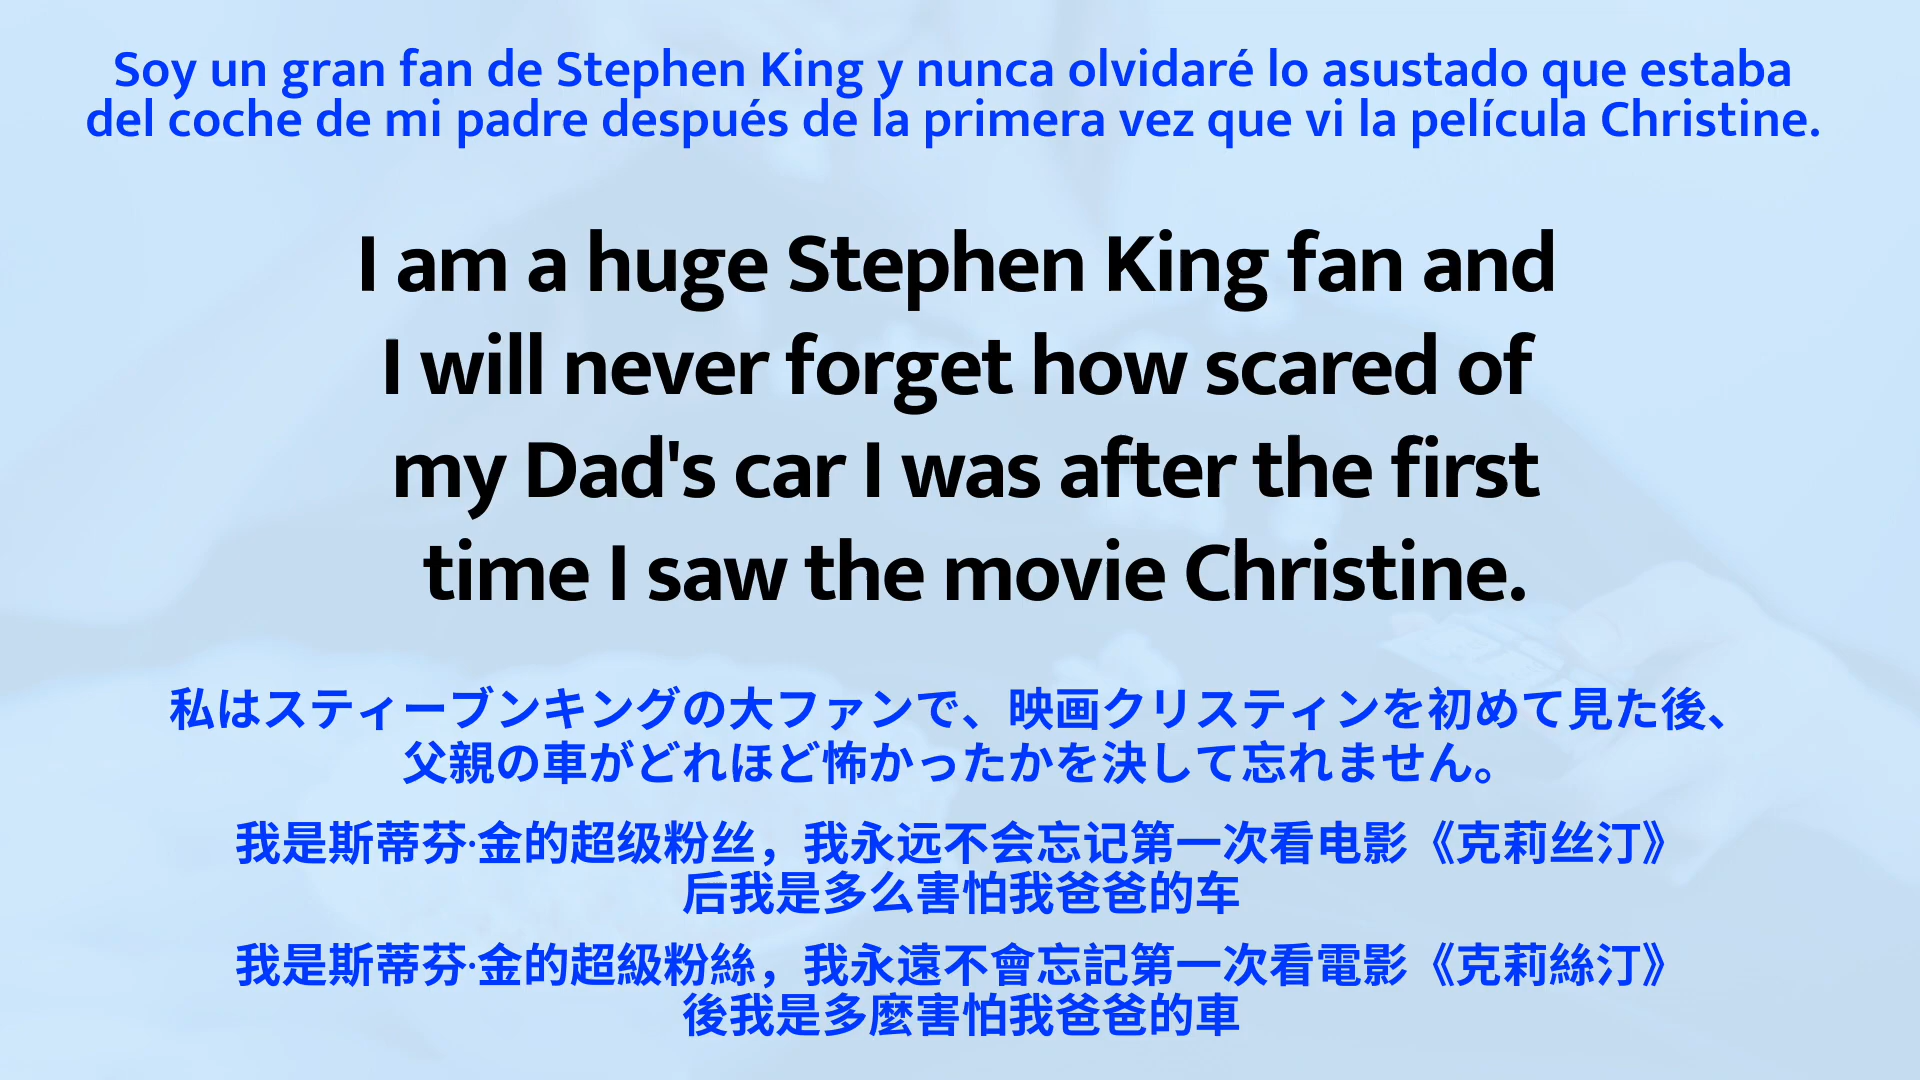 Soy un gran fan de Stephen King y nunca olvidaré lo asustado que estaba
del coche de mi padre después de la primera vez que vi la película Christine.
I am a huge Stephen King fan and
I will never forget how scared of
my Dad's car I was after the first
time I saw the movie Christine.
私はスティーブンキングの大ファンで、映画クリスティンを初めて見た後、
父親の車がどれほど怖かったかを決して忘れません。
我是斯蒂芬·金的超级粉丝，我永远不会忘记第一次看电影《克莉丝汀》
后我是多么害怕我爸爸的车
我是斯蒂芬·金的超級粉絲，我永遠不會忘記第一次看電影《克莉絲汀》
後我是多麼害怕我爸爸的車